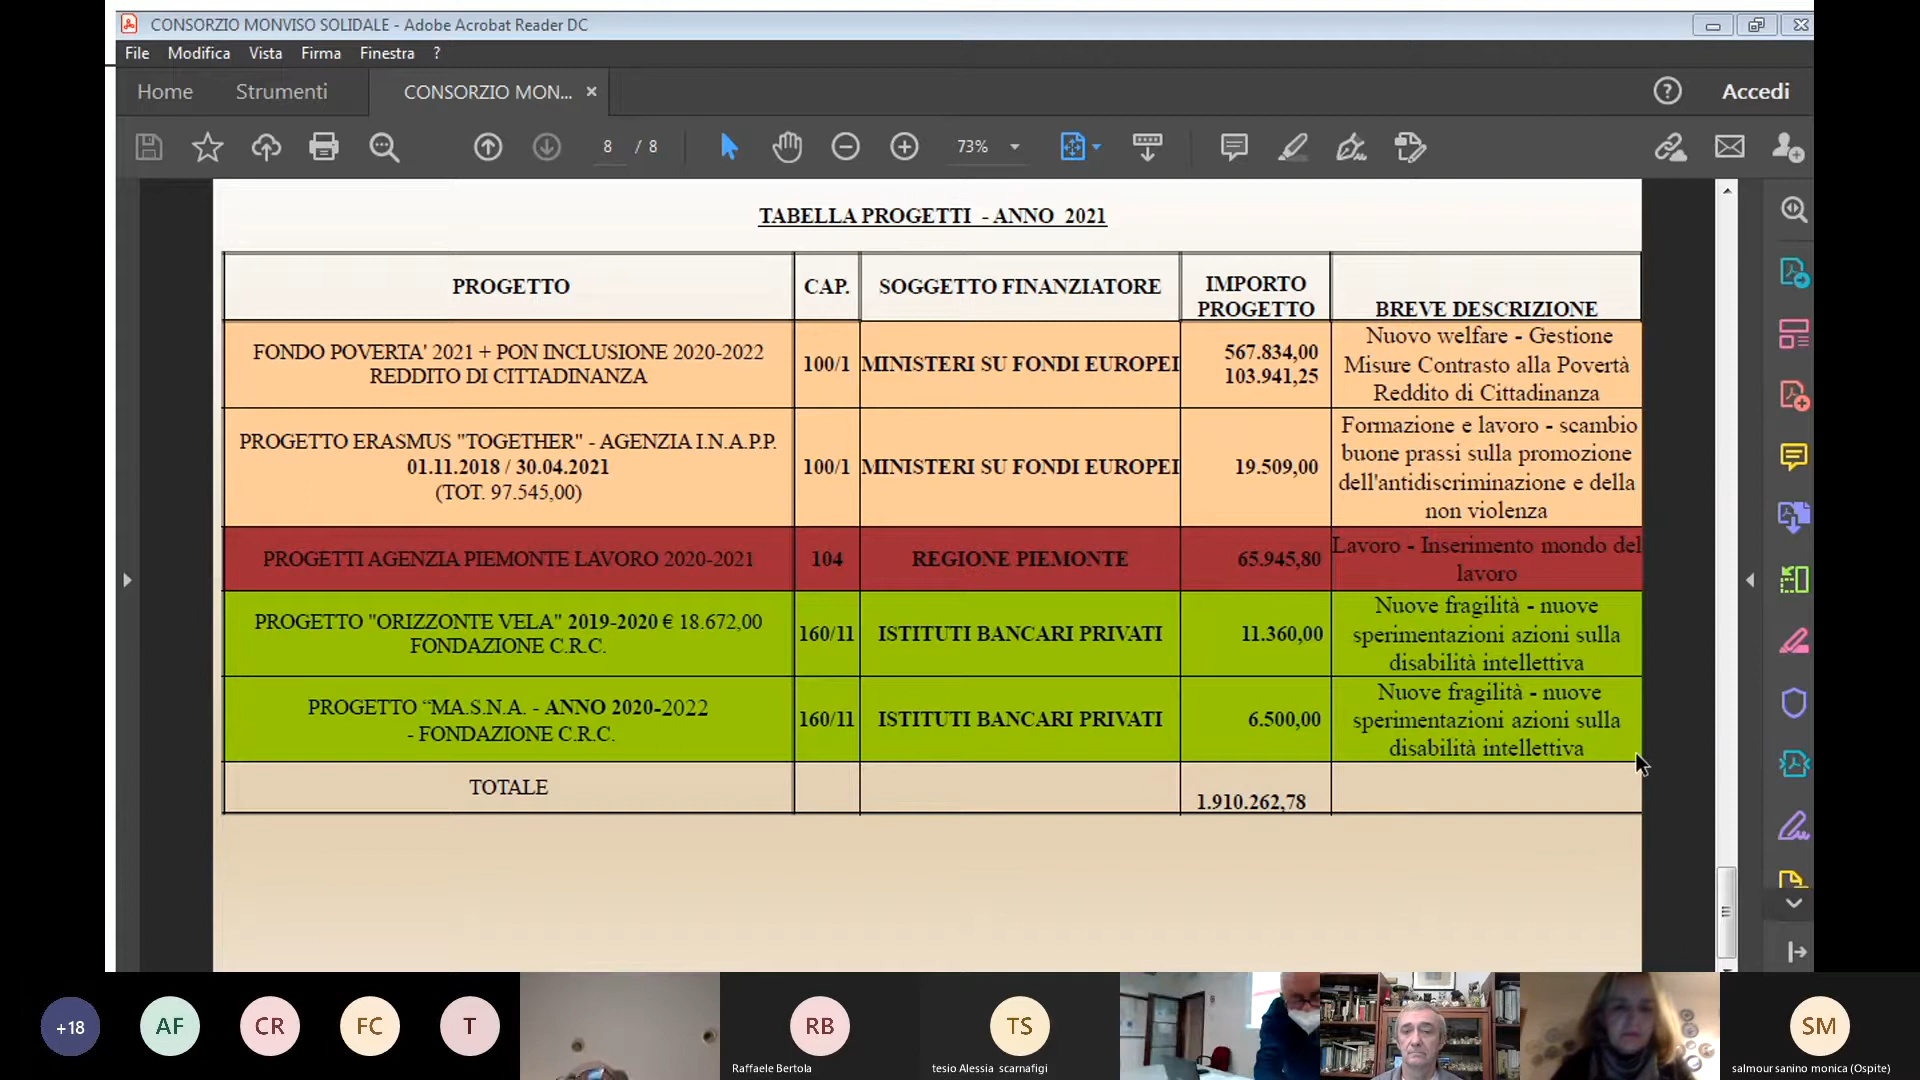 CONSORZIO MONVISO SOLIDALE - Adobe Acrobat Reader DC
File Modifica Vista Firma Finestra ?
Home Strumenti CONSORZIO MON... × Accedi
8 / 8 73%
TABELLA PROGETTI - ANNO 2021
PROGETTO CAP. SOGGETTO FINANZIATORE IMPORTO PROGETTO BREVE DESCRIZIONE
FONDO POVERTA' 2021 + PON INCLUSIONE 2020-2022
REDDITO DI CITTADINANZA
100/1
MINISTERI SU FONDI EUROPEI
567.834,00
103.941,25
Nuovo welfare - Gestione
Misure Contrasto alla Povertà
Reddito di Cittadinanza
PROGETTO ERASMUS "TOGETHER" - AGENZIA I.N.A.P.P.
01.11.2018 / 30.04.2021
(TOT. 97.545,00)
100/1
MINISTERI SU FONDI EUROPEI
19.509,00
Formazione e lavoro - scambio
buone prassi sulla promozione
dell'antidiscriminazione e della
non violenza
PROGETTI AGENZIA PIEMONTE LAVORO 2020-2021
104
REGIONE PIEMONTE
65.945,80
Lavoro - Inserimento mondo del
lavoro
PROGETTO "ORIZZONTE VELA" 2019-2020 € 18.672,00
FONDAZIONE C.R.C.
160/11
ISTITUTI BANCARI PRIVATI
11.360,00
Nuove fragilità - nuove
sperimentazioni azioni sulla
disabilità intellettiva
PROGETTO “MA.S.N.A. - ANNO 2020-2022
- FONDAZIONE C.R.C.
160/11
ISTITUTI BANCARI PRIVATI
6.500,00
Nuove fragilità - nuove
sperimentazioni azioni sulla
disabilità intellettiva
TOTALE
1.910.262,78
+18 AF CR FC T RB TS SM
Raffaele Bertola
tesio Alessia scarnafigi
salmour sanino monica (Ospite)